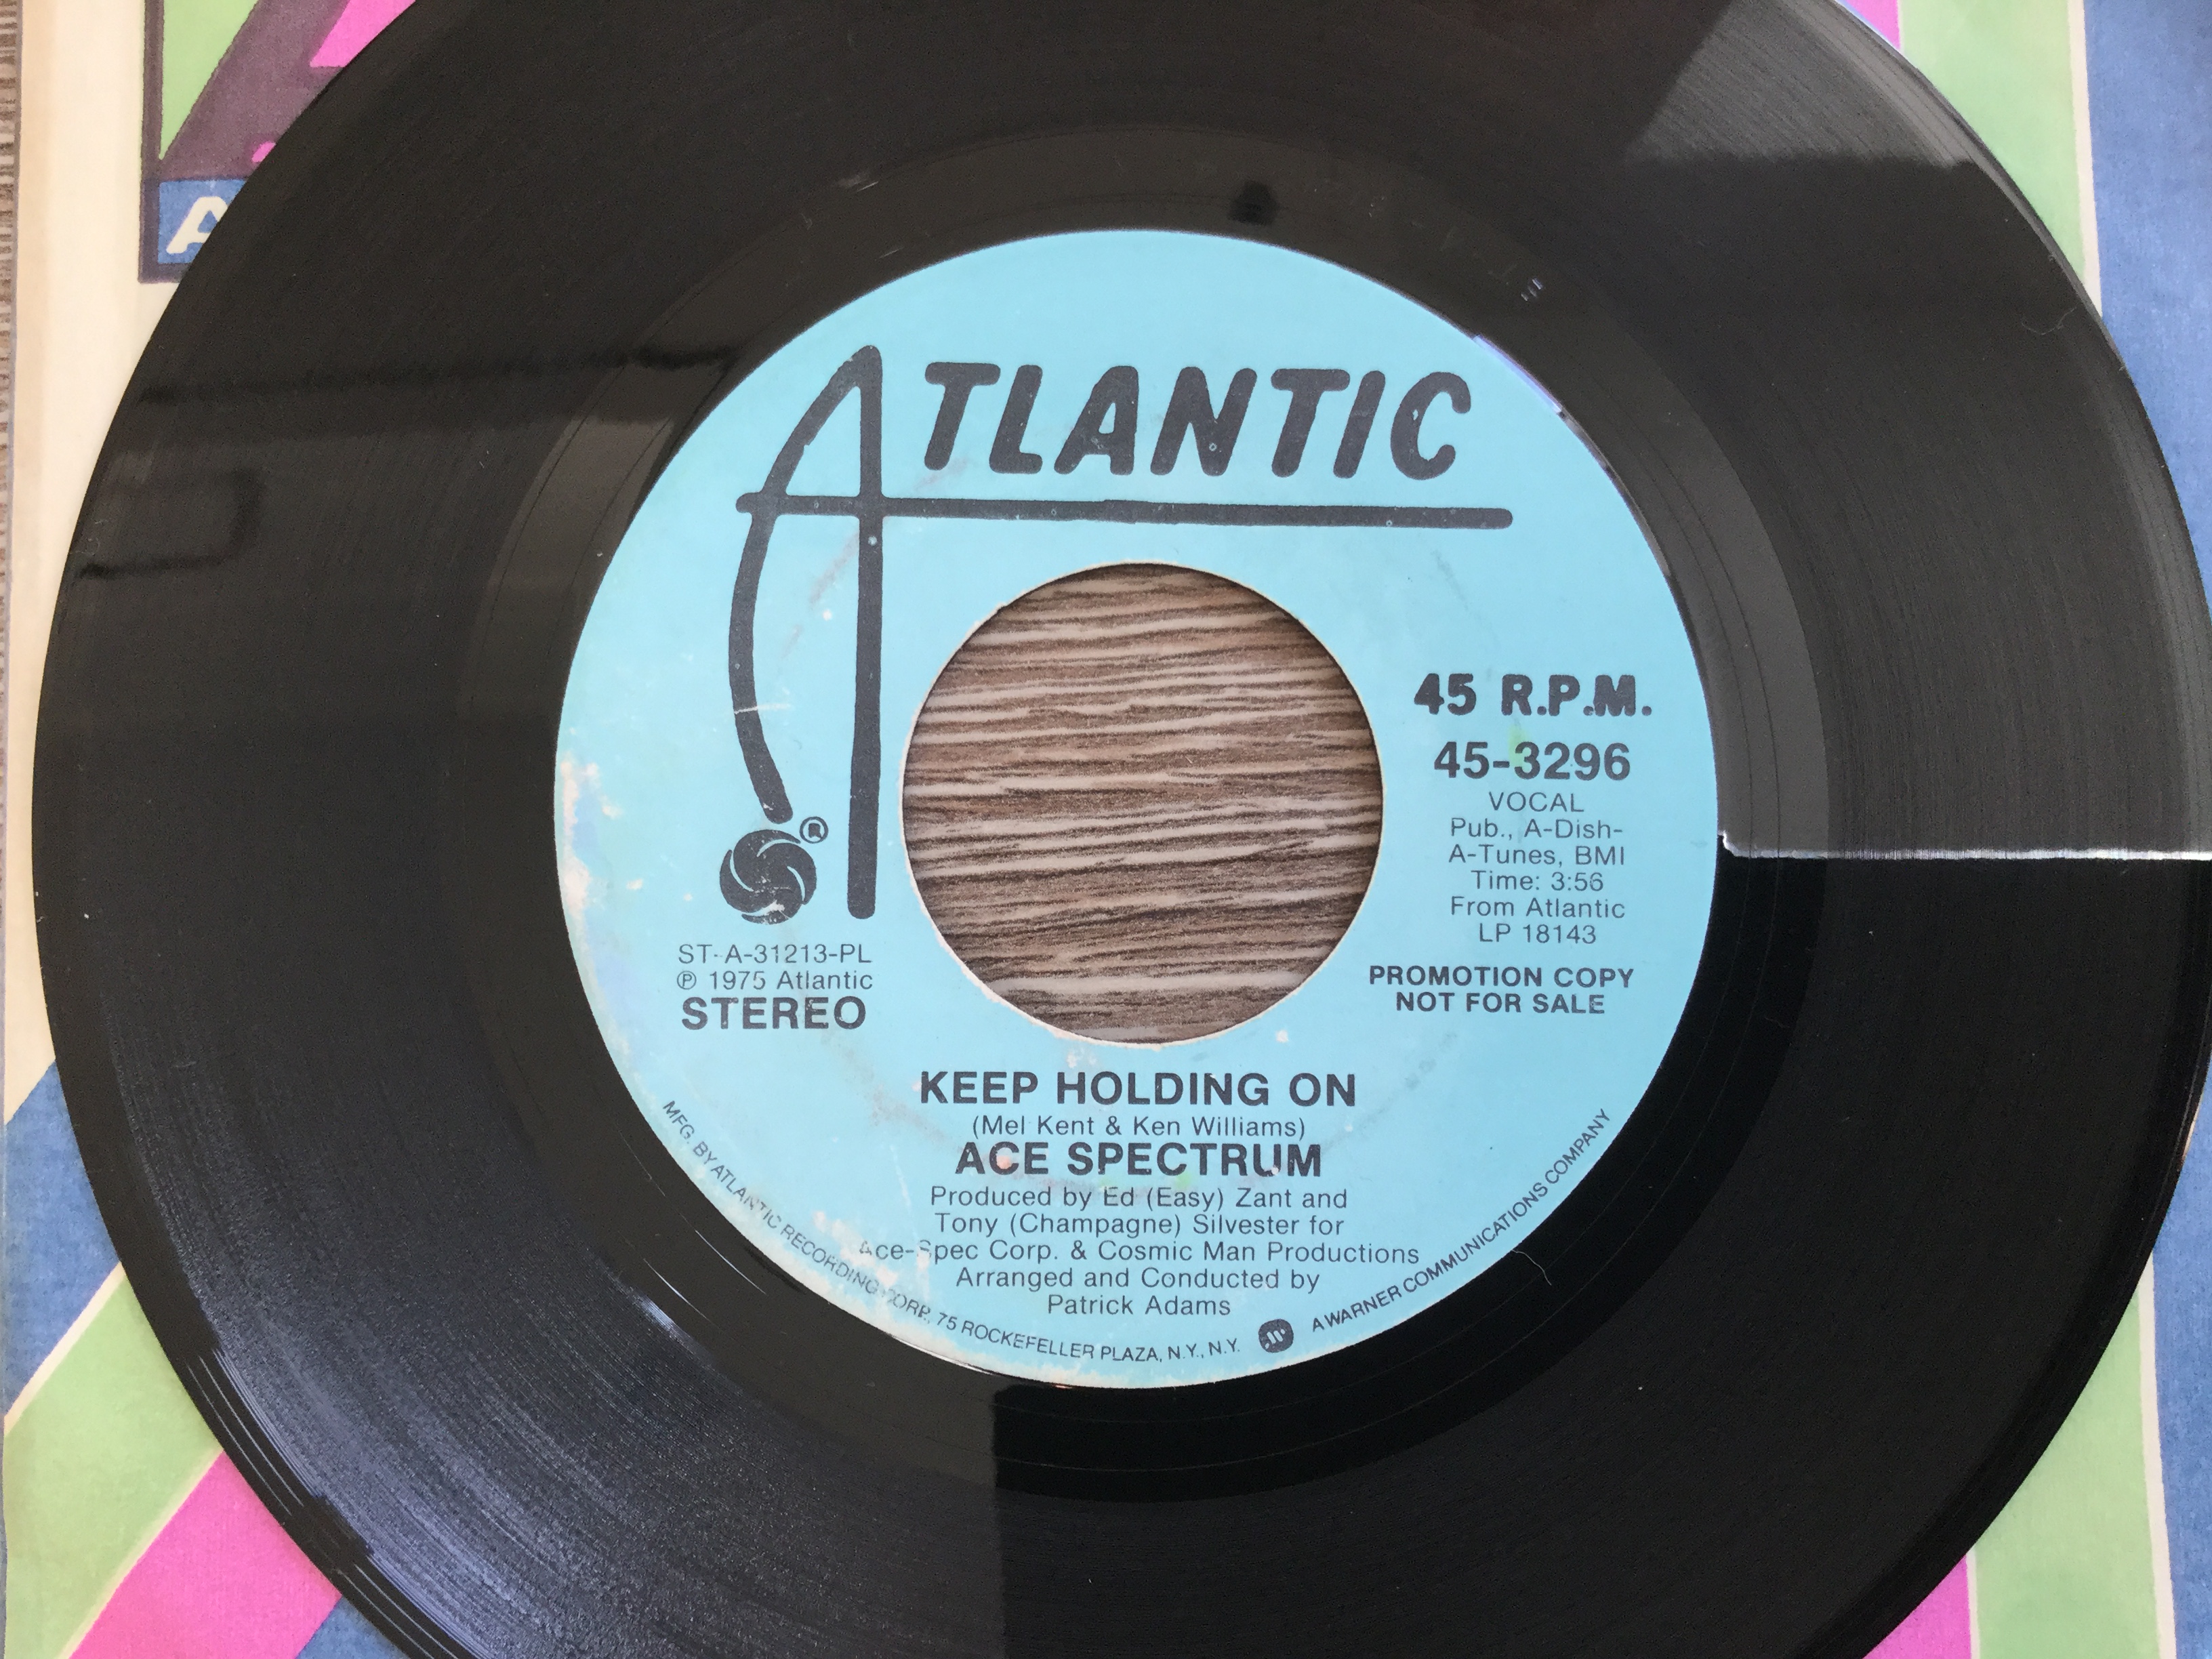 A
ATLANTIC
®
45 R.P.M.
45-3296
VOCAL
Pub., A-Dish-
A-Tunes, BMI
Time: 3:56
From Atlantic
LP 18143
PROMOTION COPY
NOT FOR SALE
ST-A-31213-PL
℗ 1975 Atlantic
STEREO
KEEP HOLDING ON
(Mel Kent & Ken Williams)
ACE SPECTRUM
Produced by Ed (Easy) Zant and
Tony (Champagne) Silvester for
Ace-Spec Corp. & Cosmic Man Productions
Arranged and Conducted by
Patrick Adams
MFG. BY ATLANTIC RECORDING CORP., 75 ROCKEFELLER PLAZA, N.Y., N.Y. A WARNER COMMUNICATIONS COMPANY